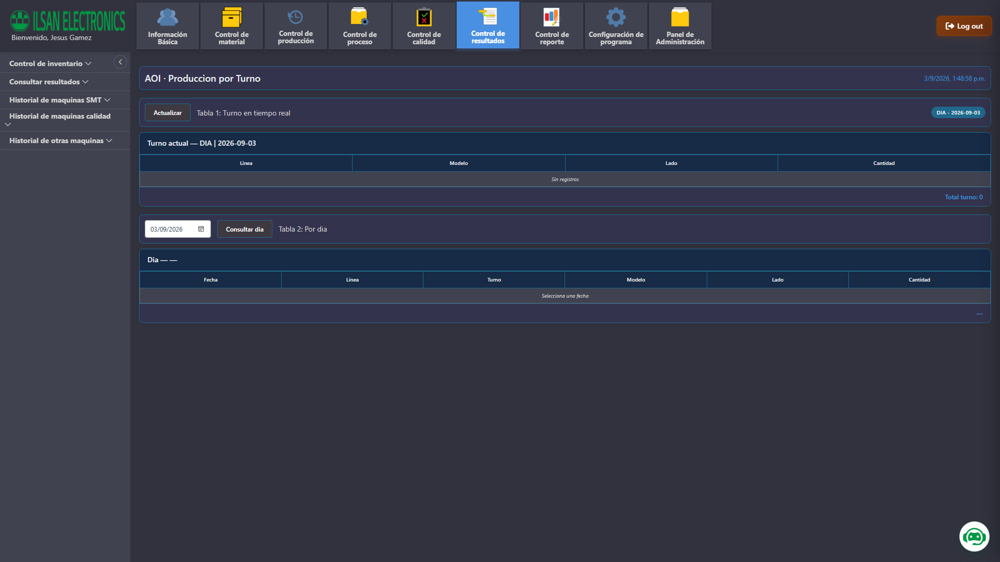 ILSAN ELECTRONICS
Bienvenido, Jesus Gamez
Información
Básica
Control de
material
Control de
producción
Control de
proceso
Control de
calidad
Control de
resultados
Control de
reporte
Configuración de
programa
Panel de
Administración
Log out
Control de inventario
Consultar resultados
Historial de maquinas SMT
Historial de maquinas calidad
Historial de otras maquinas
AOI · Produccion por Turno
3/9/2026, 1:48:58 p.m.
Actualizar
Tabla 1: Turno en tiempo real
DIA - 2026-09-03
Turno actual — DIA | 2026-09-03
Linea Modelo Lado Cantidad
Sin registros
Total turno: 0
03/09/2026
Consultar dia
Tabla 2: Por dia
Dia — —
Fecha Linea Turno Modelo Lado Cantidad
Selecciona una fecha
—